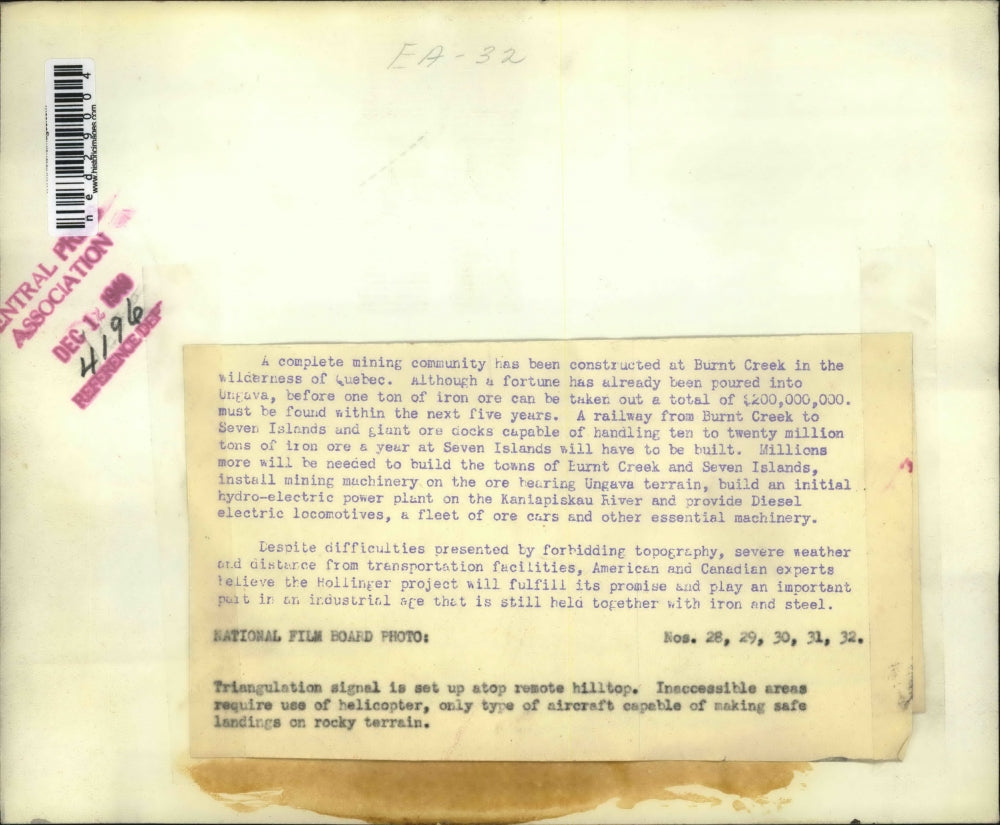 EA-32
ned29004
www.historicimages.com
CENTRAL PRESS
ASSOCIATION
DEC 12
4196
REFERENCE DEPT
A complete mining community has been constructed at Burnt Creek in the
wilderness of Quebec. Although a fortune has already been poured into
Ungava, before one ton of iron ore can be taken out a total of $200,000,000.
must be found within the next five years. A railway from Burnt Creek to
Seven Islands and giant ore docks capable of handling ten to twenty million
tons of iron ore a year at Seven Islands will have to be built. Millions
more will be needed to build the towns of Burnt Creek and Seven Islands,
install mining machinery on the ore bearing Ungava terrain, build an initial
hydro-electric power plant on the Kaniapiskau River and provide Diesel
electric locomotives, a fleet of ore cars and other essential machinery.
Despite difficulties presented by forbidding topography, severe weather
and distance from transportation facilities, American and Canadian experts
believe the Hollinger project will fulfill its promise and play an important
part in an industrial age that is still held together with iron and steel.
NATIONAL FILM BOARD PHOTO: Nos. 28, 29, 30, 31, 32.
Triangulation signal is set up atop remote hilltop. Inaccessible areas
require use of helicopter, only type of aircraft capable of making safe
landings on rocky terrain.